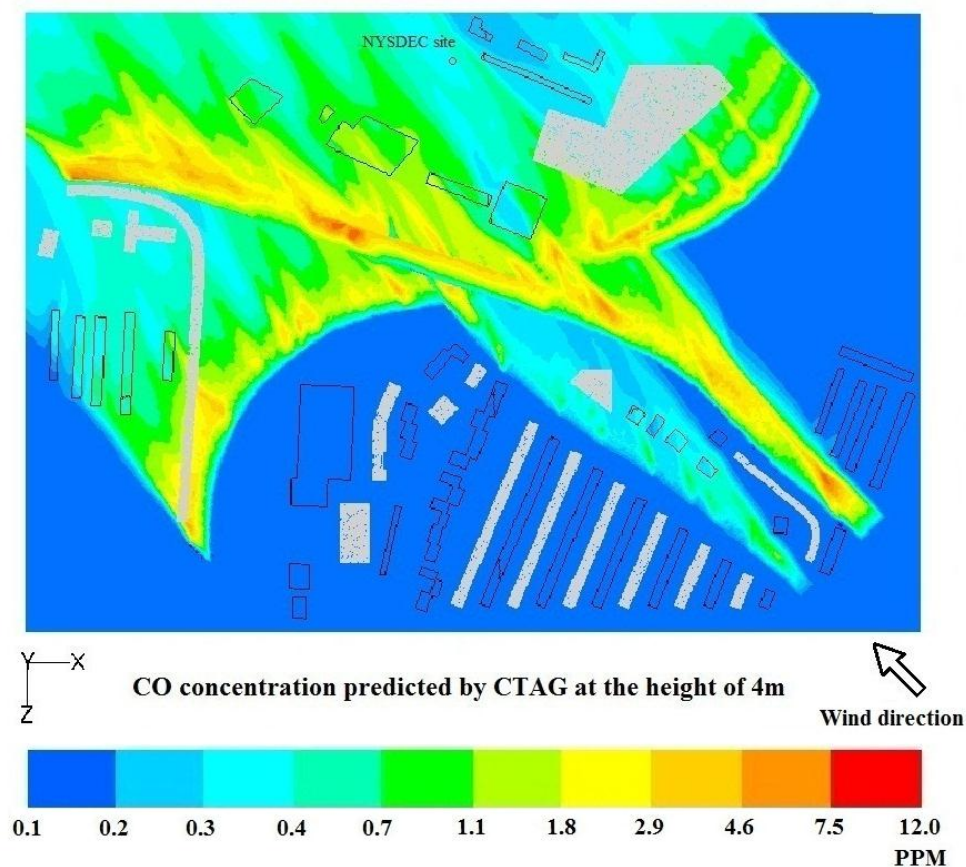 NYSDEC site
Y X
Z
CO concentration predicted by CTAG at the height of 4m
Wind direction
0.1 0.2 0.3 0.4 0.7 1.1 1.8 2.9 4.6 7.5 12.0
PPM